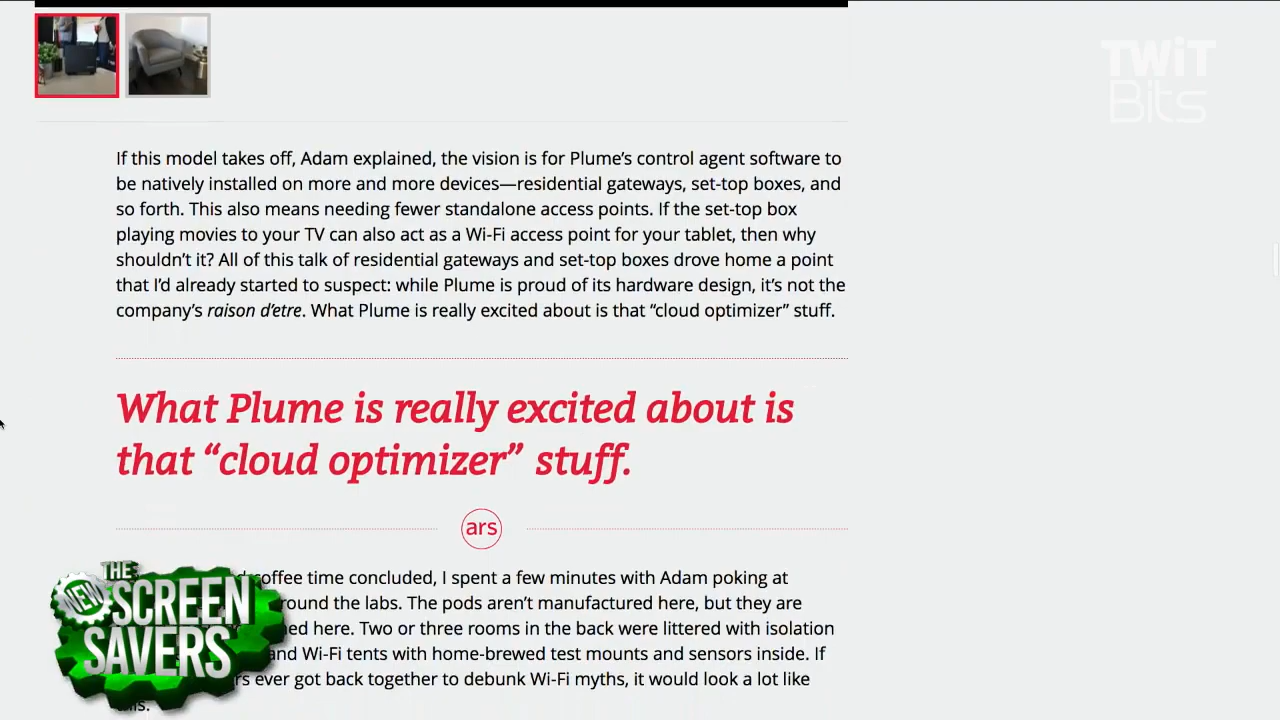 TWiT
Bits
If this model takes off, Adam explained, the vision is for Plume’s control agent software to
be natively installed on more and more devices—residential gateways, set-top boxes, and
so forth. This also means needing fewer standalone access points. If the set-top box
playing movies to your TV can also act as a Wi-Fi access point for your tablet, then why
shouldn’t it? All of this talk of residential gateways and set-top boxes drove home a point
that I’d already started to suspect: while Plume is proud of its hardware design, it’s not the
company’s raison d’etre. What Plume is really excited about is that “cloud optimizer” stuff.
What Plume is really excited about is
that “cloud optimizer” stuff.
ars
coffee time concluded, I spent a few minutes with Adam poking at
round the labs. The pods aren’t manufactured here, but they are
ned here. Two or three rooms in the back were littered with isolation
and Wi-Fi tents with home-brewed test mounts and sensors inside. If
rs ever got back together to debunk Wi-Fi myths, it would look a lot like
this.
THE
NEW
SCREEN
SAVERS